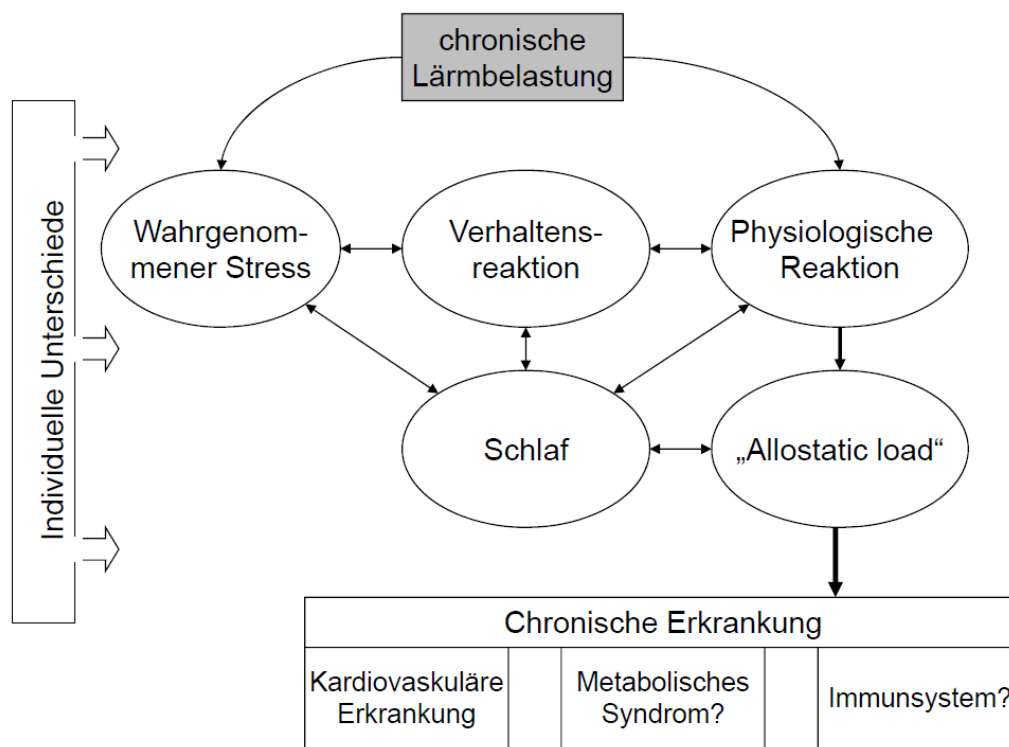 chronische
Lärmbelastung
Individuelle Unterschiede
Wahrgenom-
mener Stress
Verhaltens-
reaktion
Physiologische
Reaktion
Schlaf
„Allostatic load“
Chronische Erkrankung
Kardiovaskuläre
Erkrankung
Metabolisches
Syndrom?
Immunsystem?